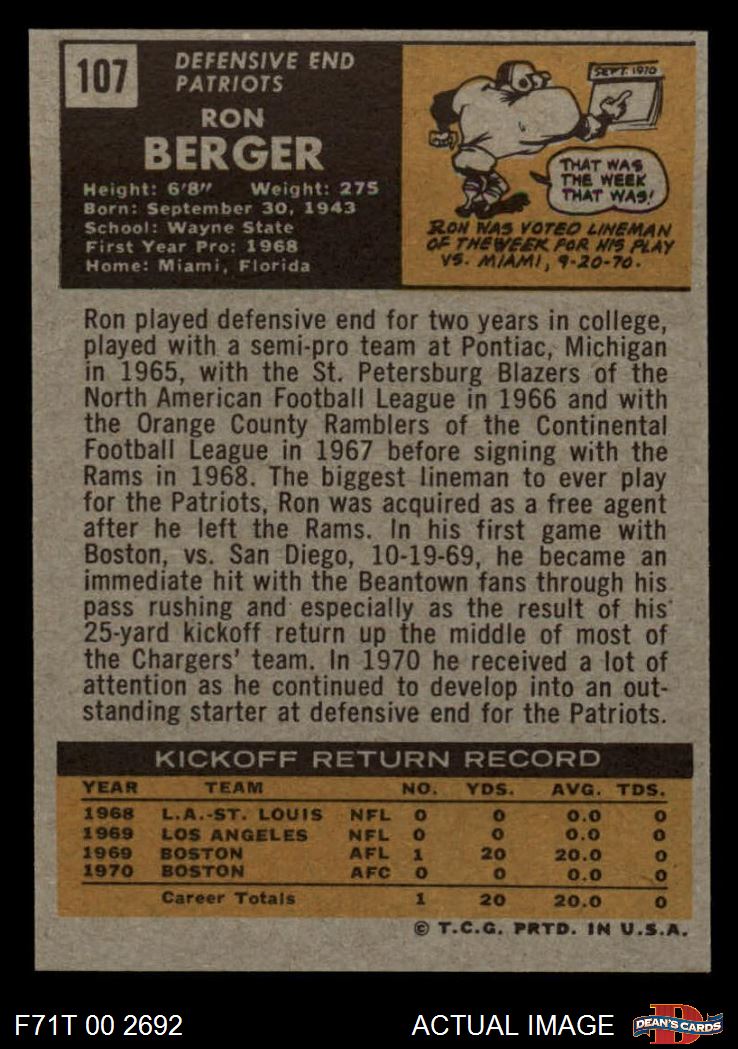 107
DEFENSIVE END
PATRIOTS
RON
BERGER
Height: 6'8" Weight: 275
Born: September 30, 1943
School: Wayne State
First Year Pro: 1968
Home: Miami, Florida
SEPT. 1970
THAT WAS
THE WEEK
THAT WAS!
RON WAS VOTED LINEMAN
OF THE WEEK FOR HIS PLAY
VS. MIAMI, 9-20-70.
Ron played defensive end for two years in college,
played with a semi-pro team at Pontiac, Michigan
in 1965, with the St. Petersburg Blazers of the
North American Football League in 1966 and with
the Orange County Ramblers of the Continental
Football League in 1967 before signing with the
Rams in 1968. The biggest lineman to ever play
for the Patriots, Ron was acquired as a free agent
after he left the Rams. In his first game with
Boston, vs. San Diego, 10-19-69, he became an
immediate hit with the Beantown fans through his
pass rushing and especially as the result of his
25-yard kickoff return up the middle of most of
the Chargers' team. In 1970 he received a lot of
attention as he continued to develop into an out-
standing starter at defensive end for the Patriots.
KICKOFF RETURN RECORD
YEAR TEAM NO. YDS. AVG. TDS.
1968 L.A.-ST. LOUIS NFL 0 0 0.0 0
1969 LOS ANGELES NFL 0 0 0.0 0
1969 BOSTON AFL 1 20 20.0 0
1970 BOSTON AFC 0 0 0.0 0
Career Totals 1 20 20.0 0
© T.C.G. PRTD. IN U.S.A.
F71T 00 2692 ACTUAL IMAGE D DEAN'S CARDS